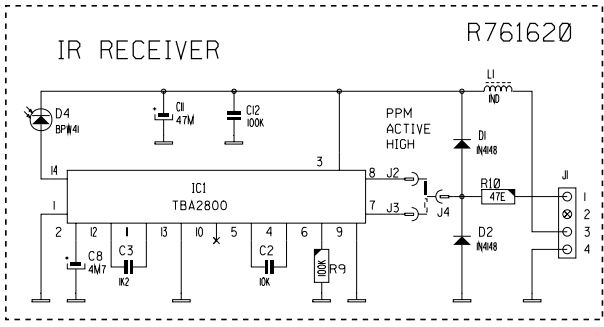 IR RECEIVER
R761620
L1
IND
D4
BPW41
+
C11
47M
C12
100K
PPM
ACTIVE
HIGH
D1
1N4148
14
3
8
J2
R10
47E
J1
1
2
3
4
IC1
TBA2800
7
J3
J4
1
2
12
1
13
10
5
4
6
9
D2
1N4148
+
C8
4M7
C3
1K2
C2
10K
100K
R9